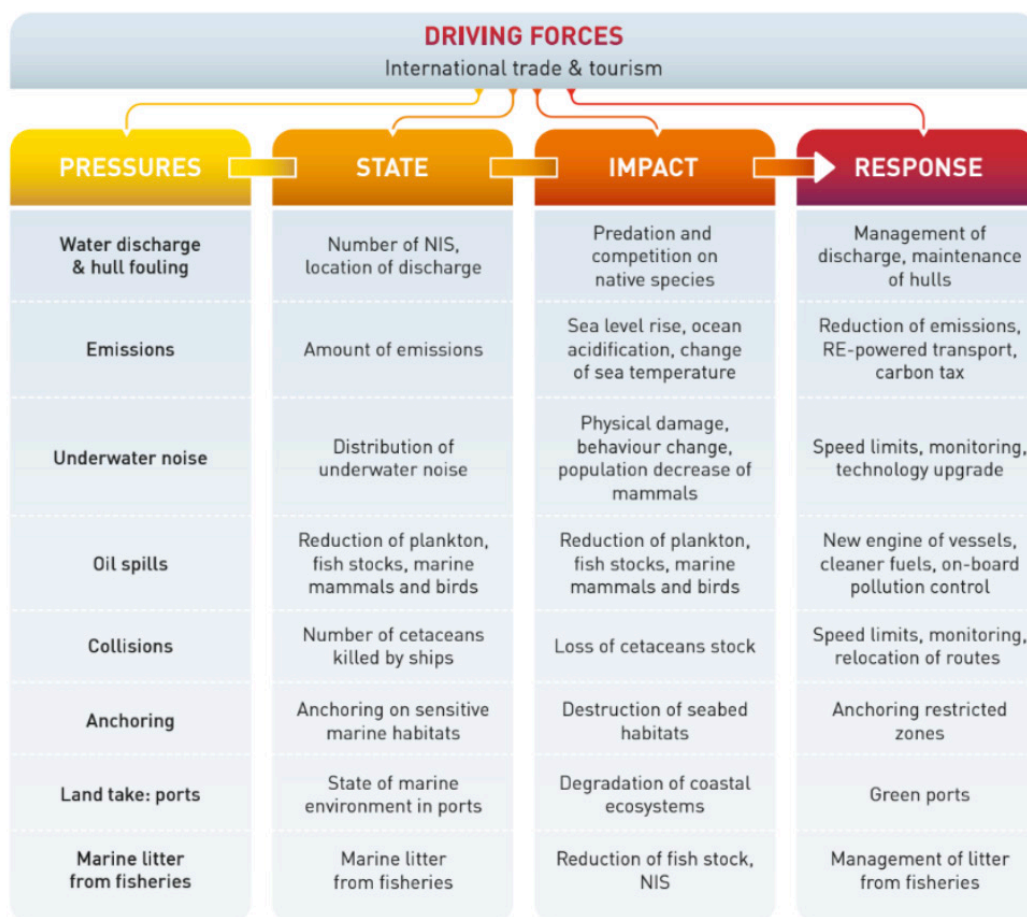 DRIVING FORCES
International trade & tourism
PRESSURES
STATE
IMPACT
RESPONSE
Water discharge
& hull fouling
Number of NIS,
location of discharge
Predation and
competition on
native species
Management of
discharge, maintenance
of hulls
Emissions
Amount of emissions
Sea level rise, ocean
acidification, change
of sea temperature
Reduction of emissions,
RE-powered transport,
carbon tax
Underwater noise
Distribution of
underwater noise
Physical damage,
behaviour change,
population decrease of
mammals
Speed limits, monitoring,
technology upgrade
Oil spills
Reduction of plankton,
fish stocks, marine
mammals and birds
Reduction of plankton,
fish stocks, marine
mammals and birds
New engine of vessels,
cleaner fuels, on-board
pollution control
Collisions
Number of cetaceans
killed by ships
Loss of cetaceans stock
Speed limits, monitoring,
relocation of routes
Anchoring
Anchoring on sensitive
marine habitats
Destruction of seabed
habitats
Anchoring restricted
zones
Land take: ports
State of marine
environment in ports
Degradation of coastal
ecosystems
Green ports
Marine litter
from fisheries
Marine litter
from fisheries
Reduction of fish stock,
NIS
Management of litter
from fisheries